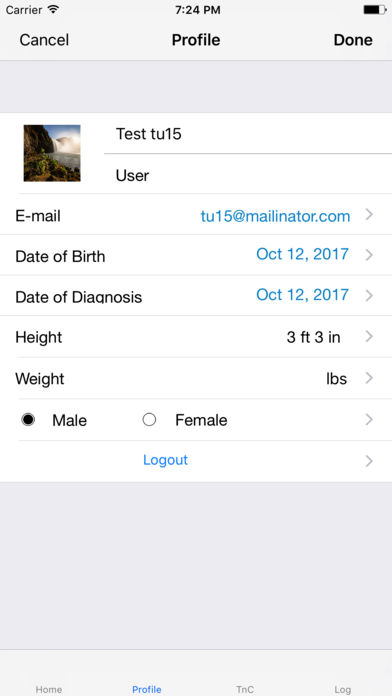 Carrier 7:24 PM
Cancel Profile Done
Test tu15
User
E-mail tu15@mailinator.com
Date of Birth Oct 12, 2017
Date of Diagnosis Oct 12, 2017
Height 3 ft 3 in
Weight lbs
Male Female
Logout
Home Profile TnC Log